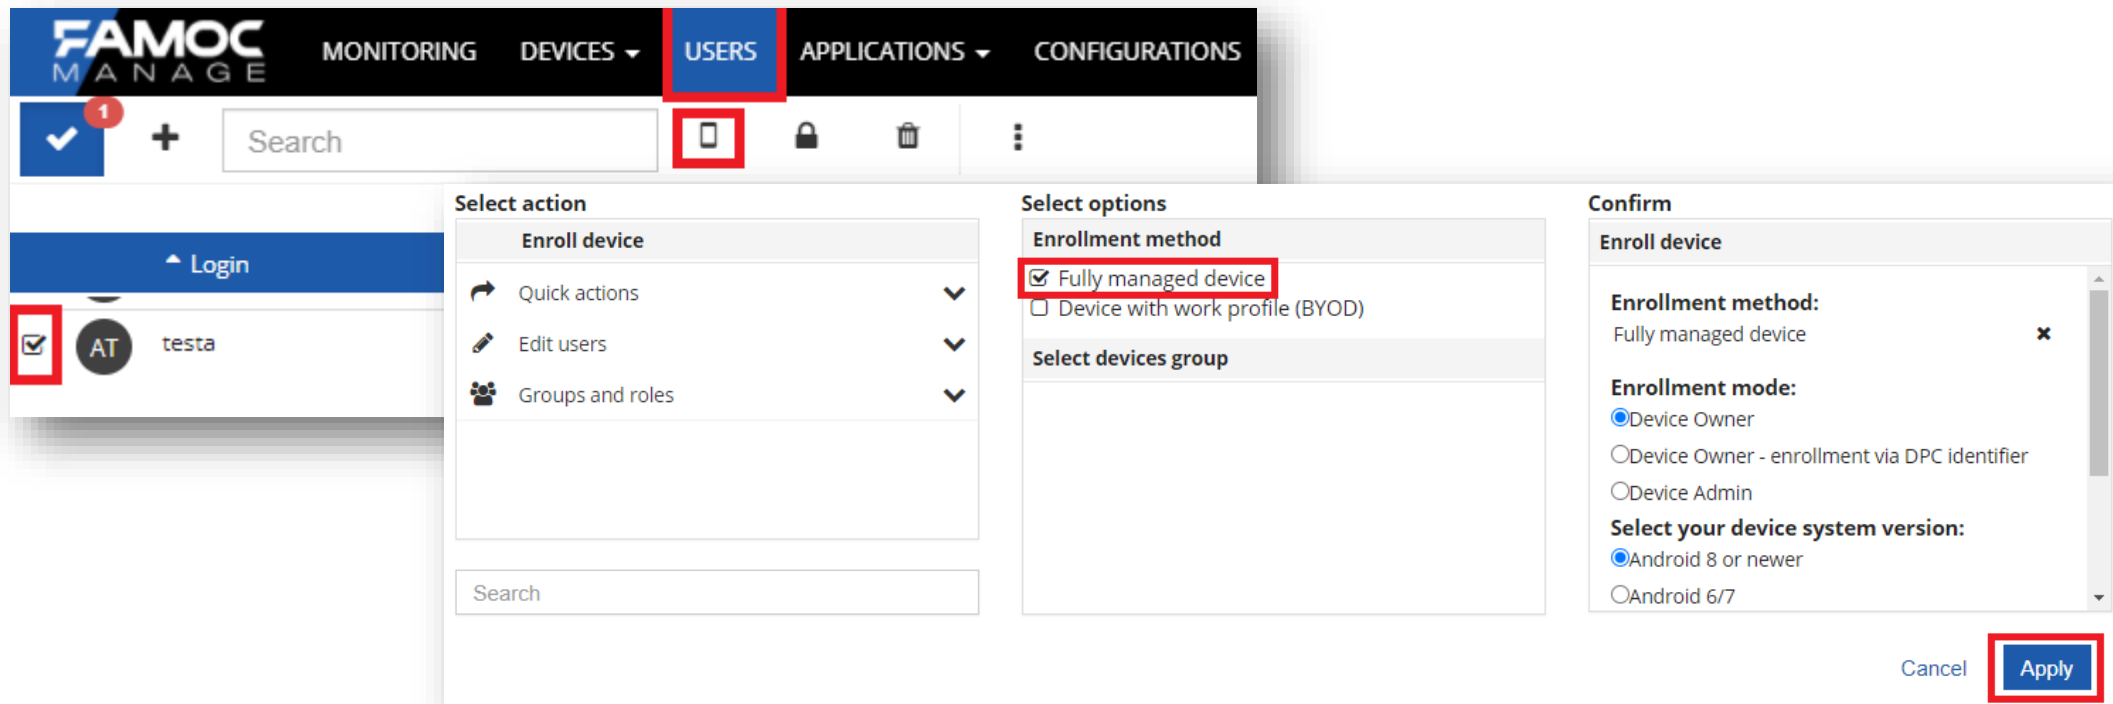 FAMOC
MANAGE
MONITORING
DEVICES
USERS
APPLICATIONS
CONFIGURATIONS
1
Search
Login
AT
testa
Select action
Enroll device
Quick actions
Edit users
Groups and roles
Search
Select options
Enrollment method
Fully managed device
Device with work profile (BYOD)
Select devices group
Confirm
Enroll device
Enrollment method:
Fully managed device
Enrollment mode:
Device Owner
Device Owner - enrollment via DPC identifier
Device Admin
Select your device system version:
Android 8 or newer
Android 6/7
Cancel
Apply